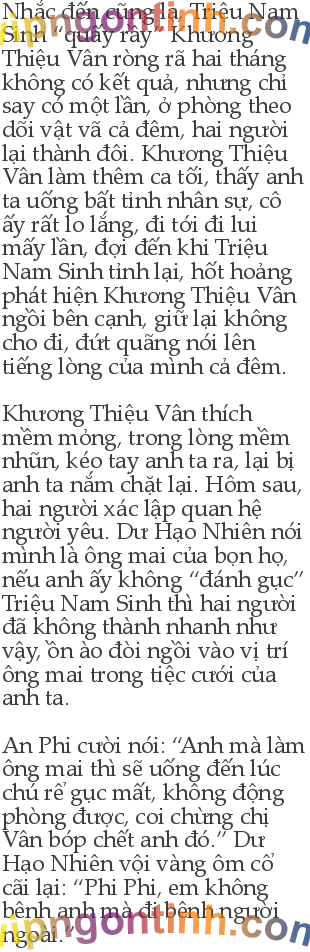 Nhắc đến cũng lạ, Triệu Nam
Sinh “quấy rầy” Khương
Thiệu Vân ròng rã hai tháng
không có kết quả, nhưng chỉ
say có một lần, ở phòng theo
dõi vật vã cả đêm, hai người
lại thành đôi. Khương Thiệu
Vân làm thêm ca tối, thấy anh
ta uống bất tỉnh nhân sự, cô
ấy rất lo lắng, đi tới đi lui
mấy lần, đợi đến khi Triệu
Nam Sinh tỉnh lại, hốt hoảng
phát hiện Khương Thiệu Vân
ngồi bên cạnh, giữ lại không
cho đi, đứt quãng nói lên
tiếng lòng của mình cả đêm.
Khương Thiệu Vân thích
mềm mỏng, trong lòng mềm
nhũn, kéo tay anh ta ra, lại bị
anh ta nắm chặt lại. Hôm sau,
hai người xác lập quan hệ
người yêu. Dư Hạo Nhiên nói
mình là ông mai của bọn họ,
nếu anh ấy không “đánh gục”
Triệu Nam Sinh thì hai người
đã không thành nhanh như
vậy, ồn ào đòi ngồi vào vị trí
ông mai trong tiệc cưới của
anh ta.
An Phi cười nói: “Anh mà làm
ông mai thì sẽ uống đến lúc
chú rể gục mất, không động
phòng được, coi chừng chị
Vân bóp chết anh đó.” Dư
Hạo Nhiên vội vàng ôm cổ
cãi lại: “Phi Phi, em không
bênh anh mà đi bênh người
ngoài.”
vipngontinh.com
vipngontinh.com